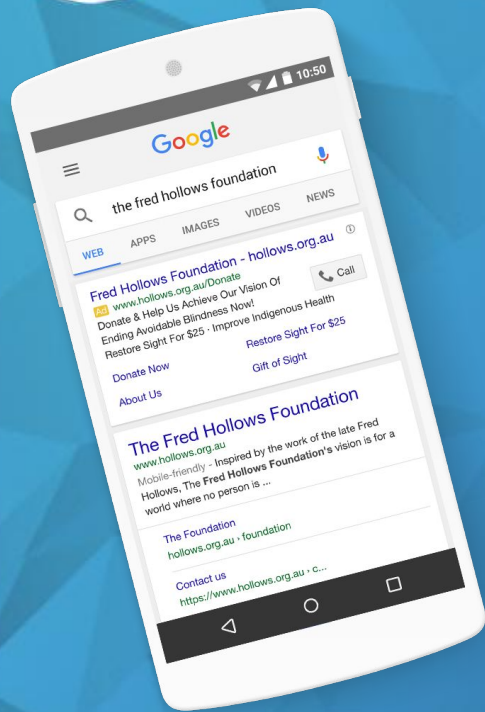 10:50
Google
the fred hollows foundation
WEB APPS IMAGES VIDEOS NEWS
Fred Hollows Foundation - hollows.org.au
Ad www.hollows.org.au/Donate
Donate & Help Us Achieve Our Vision Of
Ending Avoidable Blindness Now!
Restore Sight For $25 · Improve Indigenous Health
Call
Donate Now Restore Sight For $25
About Us Gift of Sight
The Fred Hollows Foundation
www.hollows.org.au
Mobile-friendly - Inspired by the work of the late Fred
Hollows, The Fred Hollows Foundation's vision is for a
world where no person is ...
The Foundation
hollows.org.au › foundation
Contact us
https://www.hollows.org.au › c...